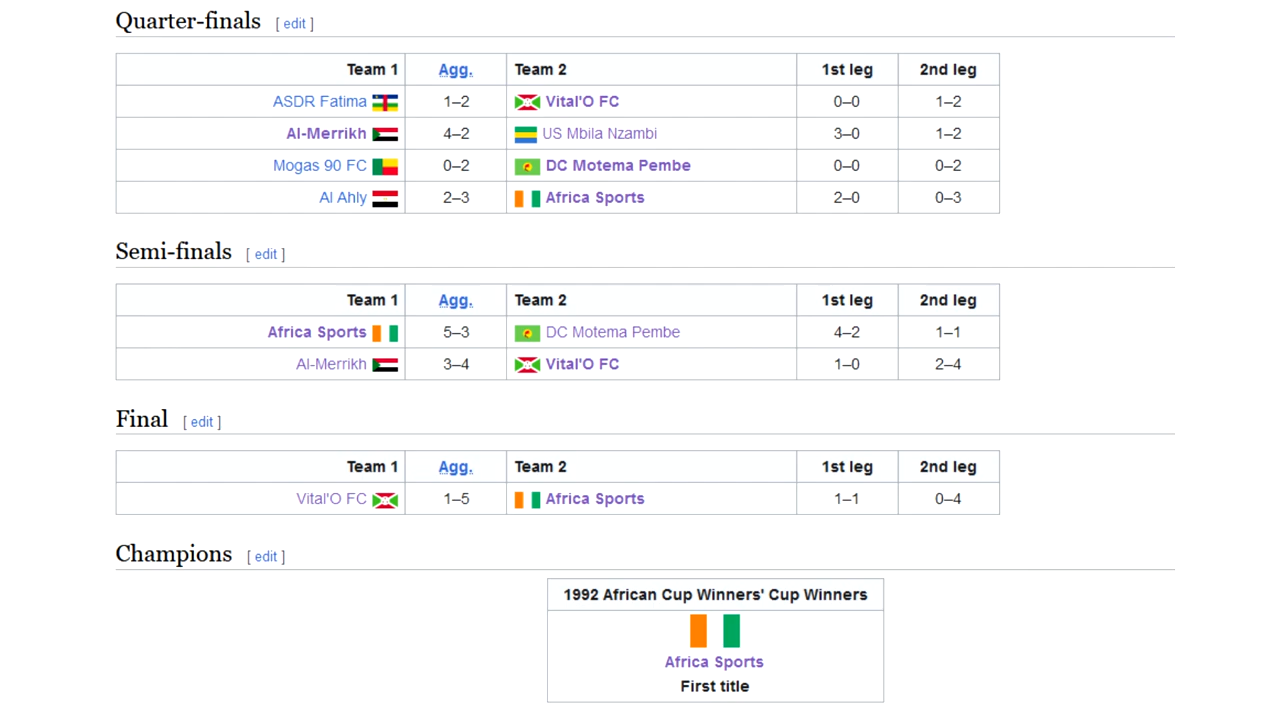 Quarter-finals [ edit ]
Team 1 Agg. Team 2 1st leg 2nd leg
ASDR Fatima 1–2 Vital'O FC 0–0 1–2
Al-Merrikh 4–2 US Mbila Nzambi 3–0 1–2
Mogas 90 FC 0–2 DC Motema Pembe 0–0 0–2
Al Ahly 2–3 Africa Sports 2–0 0–3
Semi-finals [ edit ]
Team 1 Agg. Team 2 1st leg 2nd leg
Africa Sports 5–3 DC Motema Pembe 4–2 1–1
Al-Merrikh 3–4 Vital'O FC 1–0 2–4
Final [ edit ]
Team 1 Agg. Team 2 1st leg 2nd leg
Vital'O FC 1–5 Africa Sports 1–1 0–4
Champions [ edit ]
1992 African Cup Winners' Cup Winners
Africa Sports
First title